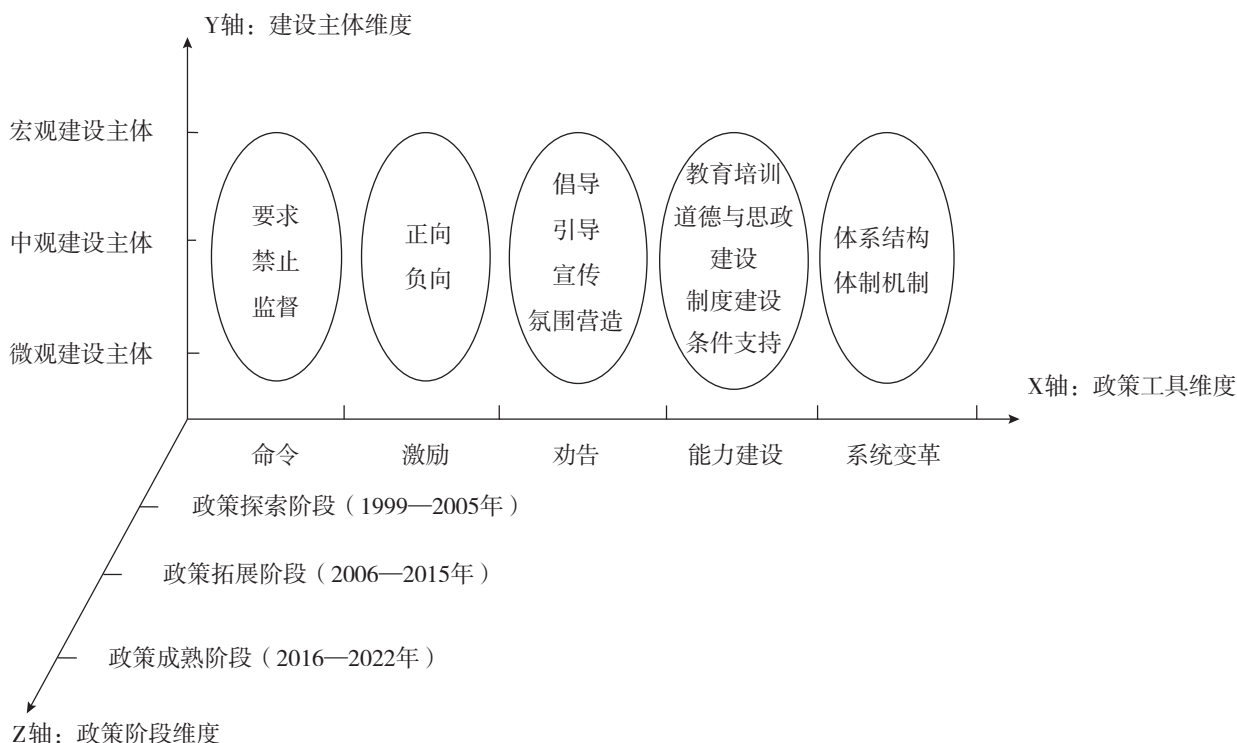 Y轴：建设主体维度
宏观建设主体
中观建设主体
微观建设主体
要求
禁止
监督
正向
负向
倡导
引导
宣传
氛围营造
教育培训
道德与思政
建设
制度建设
条件支持
体系结构
体制机制
X轴：政策工具维度
命令
激励
劝告
能力建设
系统变革
政策探索阶段（1999—2005年）
政策拓展阶段（2006—2015年）
政策成熟阶段（2016—2022年）
Z轴：政策阶段维度